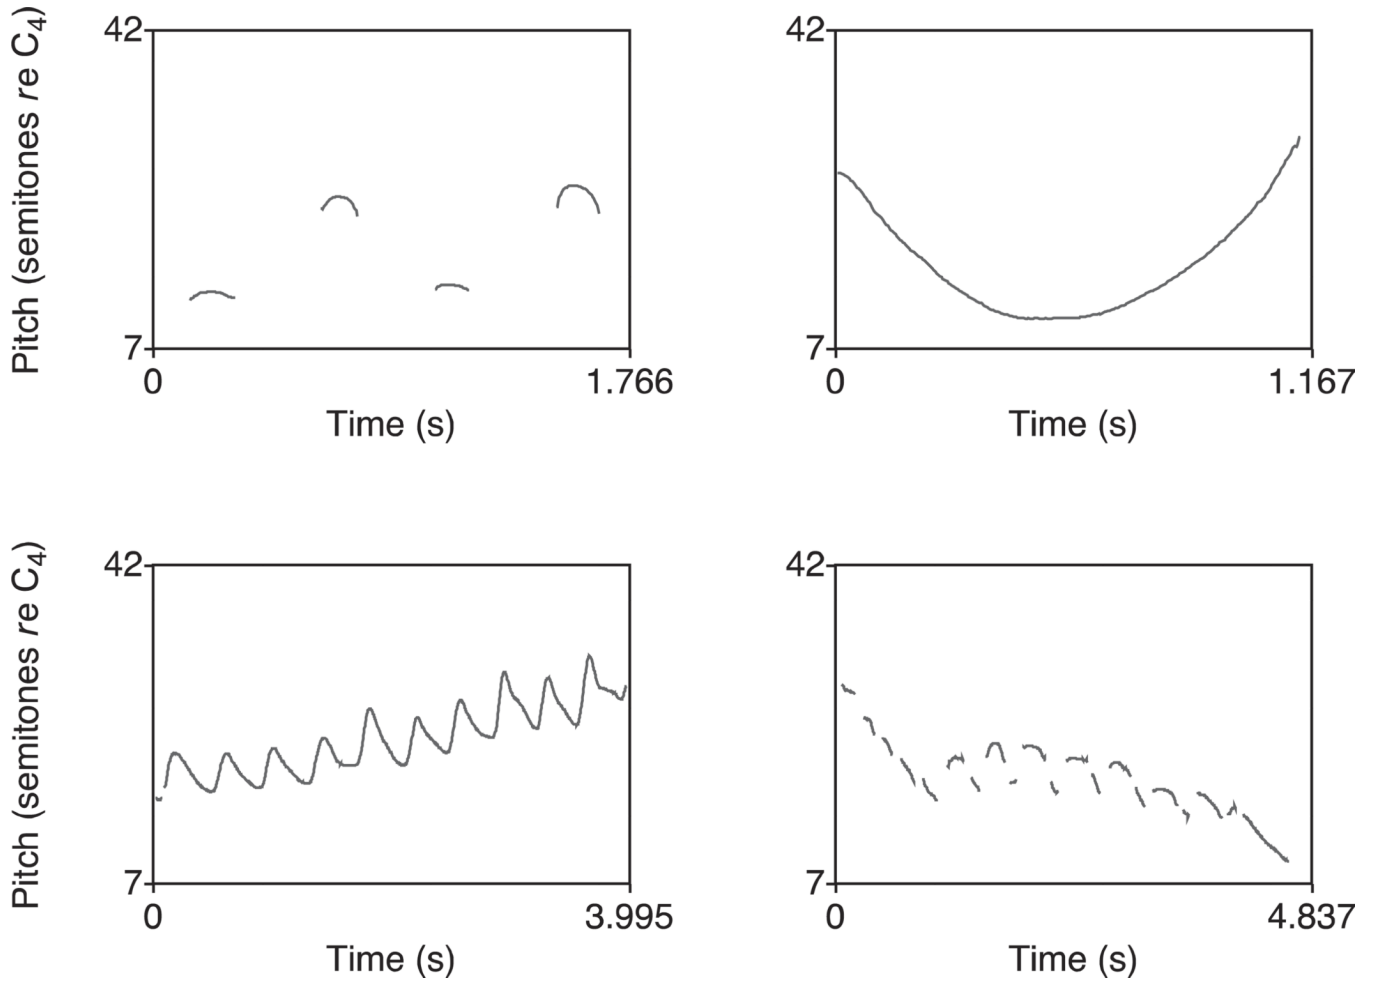 Pitch (semitones re C4)
42
7
0
1.766
Time (s)
42
7
0
1.167
Time (s)
Pitch (semitones re C4)
42
7
0
3.995
Time (s)
42
7
0
4.837
Time (s)